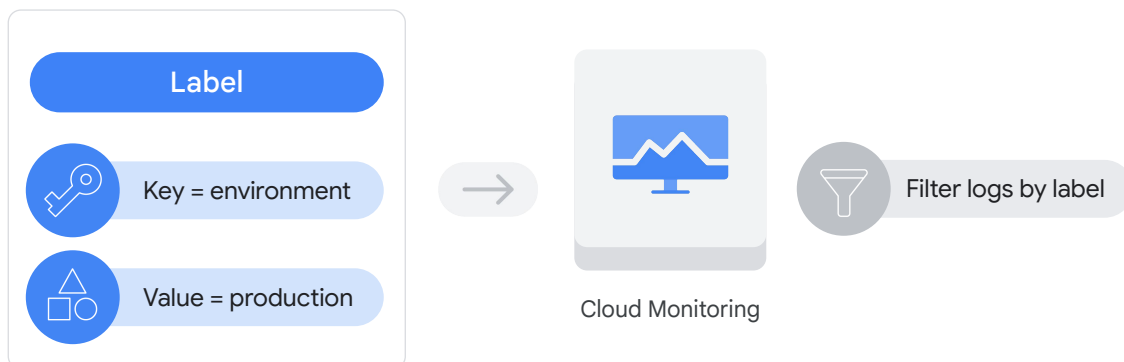 Label
Key = environment
Value = production
Cloud Monitoring
Filter logs by label